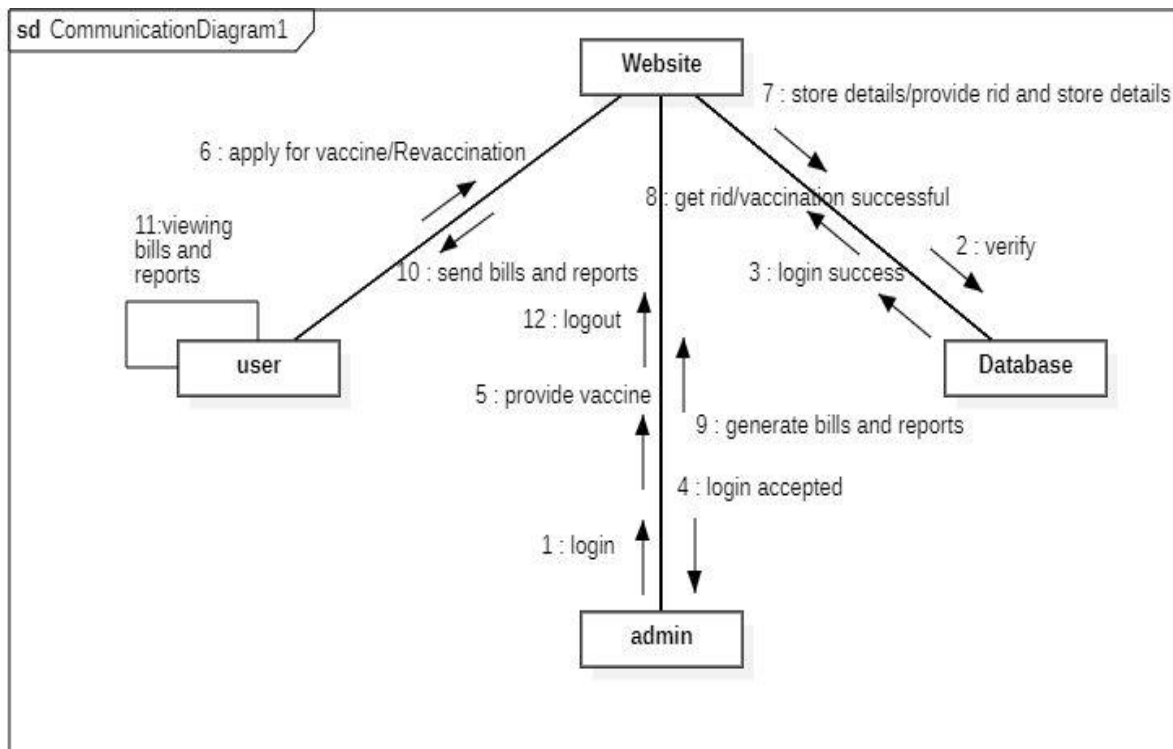 sd CommunicationDiagram1
Website
7 : store details/provide rid and store details
6 : apply for vaccine/Revaccination
8 : get rid/vaccination successful
11:viewing
bills and
reports
2 : verify
10 : send bills and reports
3 : login success
12 : logout
user
Database
5 : provide vaccine
9 : generate bills and reports
4 : login accepted
1 : login
admin